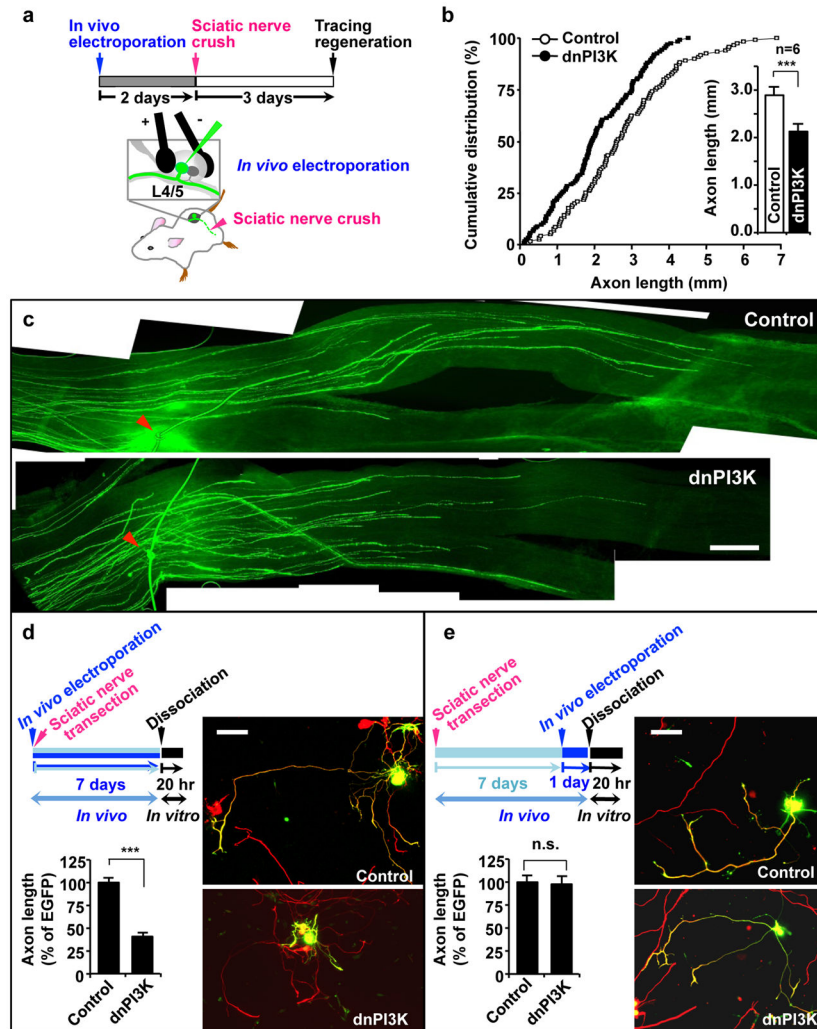 a
In vivo
electroporation
Sciatic nerve
crush
Tracing
regeneration
2 days
3 days
+
-
In vivo electroporation
L4/5
Sciatic nerve crush
b
Control
dnPI3K
Cumulative distribution (%)
100
75
50
25
0
0 1 2 3 4 5 6 7
Axon length (mm)
n=6
***
Axon length (mm)
3.0
2.0
1.0
0.0
Control
dnPI3K
c
Control
dnPI3K
d
In vivo electroporation
Sciatic nerve
transection
Dissociation
7 days
20 hr
In vivo
In vitro
Axon length
(% of EGFP)
125
100
75
50
25
0
***
Control
dnPI3K
Control
dnPI3K
e
Sciatic nerve
transection
In vivo electroporation
Dissociation
7 days
1 day
20 hr
In vivo
In vitro
Axon length
(% of EGFP)
125
100
75
50
25
0
n.s.
Control
dnPI3K
Control
dnPI3K